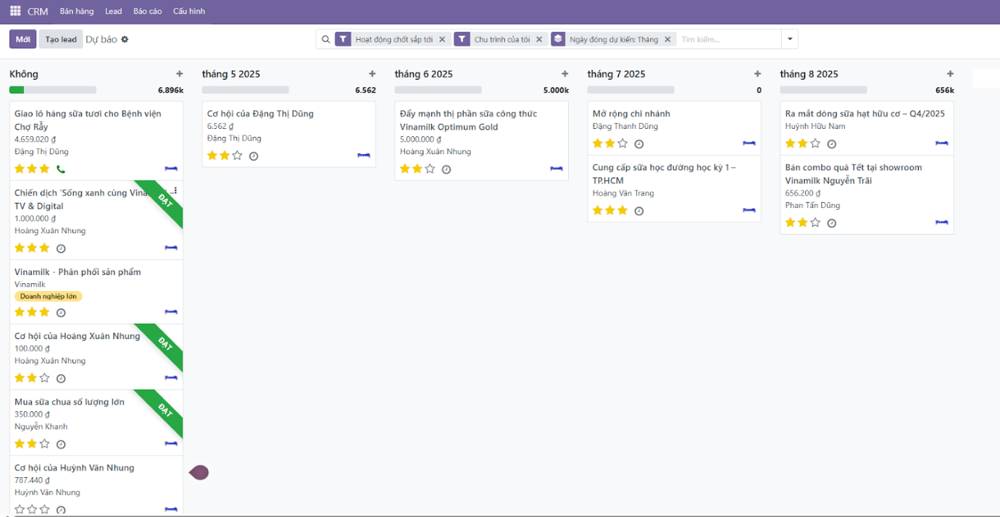 CRM Bán hàng Lead Báo cáo Cấu hình
Mới Tạo lead Dự báo
Hoạt động chốt sắp tới Chu trình của tôi Ngày đóng dự kiến: Tháng Tìm kiếm...
Không
6.896k
Giao lô hàng sữa tươi cho Bệnh viện
Chợ Rẫy
4.659.020 ₫
Đặng Thị Dũng
Chiến dịch 'Sống xanh cùng
TV & Digital
1.000.000 ₫
Hoàng Xuân Nhung
ĐẠT
Vinamilk - Phân phối sản phẩm
Vinamilk
Doanh nghiệp lớn
Cơ hội của Hoàng Xuân Nhung
100.000 ₫
Hoàng Xuân Nhung
ĐẠT
Mua sữa chua số lượng lớn
350.000 ₫
Nguyễn Khanh
ĐẠT
Cơ hội của Huỳnh Văn Nhung
787.440 ₫
Huỳnh Văn Nhung
tháng 5 2025
6.562
Cơ hội của Đặng Thị Dũng
6.562 ₫
Đặng Thị Dũng
tháng 6 2025
5.000k
Đẩy mạnh thị phần sữa công thức
Vinamilk Optimum Gold
5.000.000 ₫
Hoàng Xuân Nhung
tháng 7 2025
0
Mở rộng chi nhánh
Đặng Thanh Dũng
Cung cấp sữa học đường học kỳ 1 –
TP.HCM
Hoàng Văn Trang
tháng 8 2025
656k
Ra mắt dòng sữa hạt hữu cơ – Q4/2025
Huỳnh Hữu Nam
Bán combo quà Tết tại showroom
Vinamilk Nguyễn Trãi
656.200 ₫
Phan Tấn Dũng